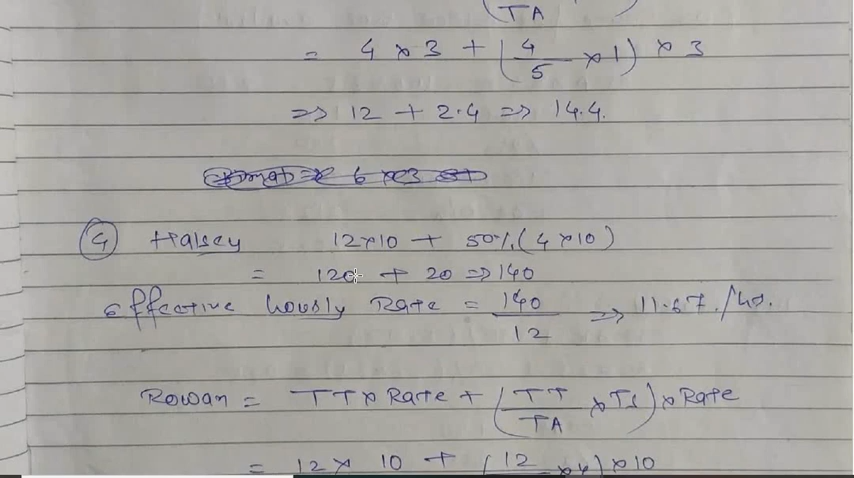 TA
= 4 × 3 + (4/5 × 1) × 3
=> 12 + 2.4 => 14.4.
4 Halsey 12×10 + 50% (4×10)
= 120 + 20 => 140
Effective hously Rate = 140/12 => 11.67./hr.
Rowan = TT × Rate + (TT/TA × TS) × Rate
= 12 × 10 + (12 × 4) × 10